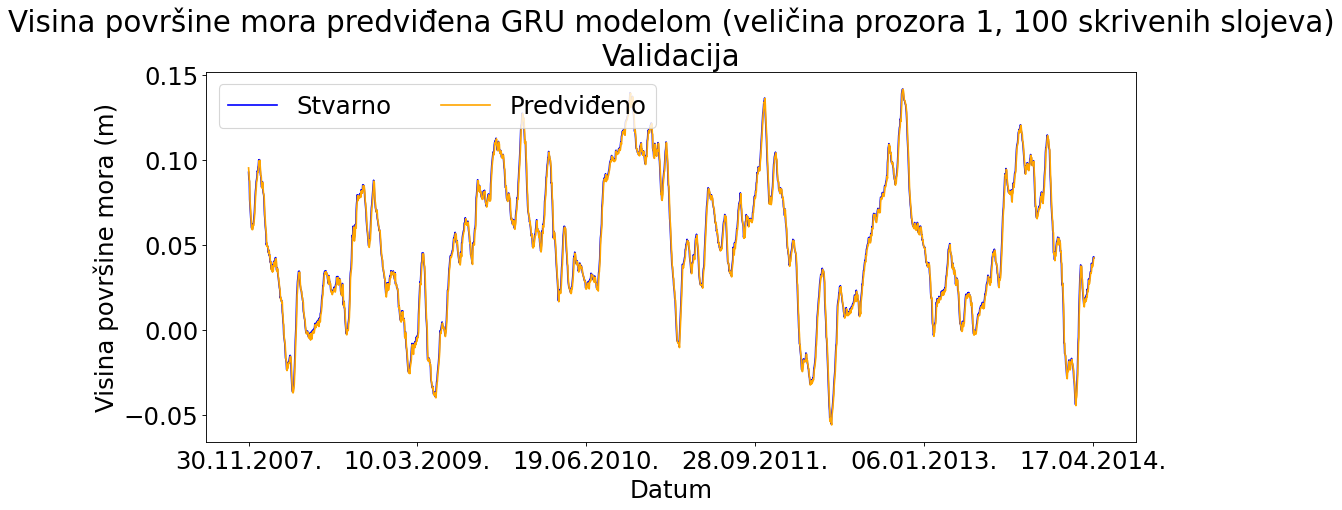 Visina površine mora predviđena GRU modelom (veličina prozora 1, 100 skrivenih slojeva)
Validacija
Stvarno Predviđeno
Visina površine mora (m)
0.15
0.10
0.05
0.00
−0.05
30.11.2007. 10.03.2009. 19.06.2010. 28.09.2011. 06.01.2013. 17.04.2014.
Datum